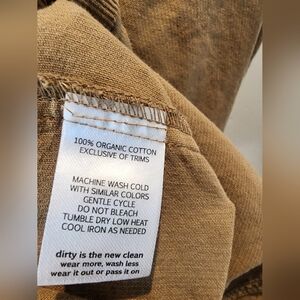 100% ORGANIC COTTON
EXCLUSIVE OF TRIMS
MACHINE WASH COLD
WITH SIMILAR COLORS
GENTLE CYCLE
DO NOT BLEACH
TUMBLE DRY LOW HEAT
COOL IRON AS NEEDED
dirty is the new clean
wear more, wash less
wear it out or pass it on